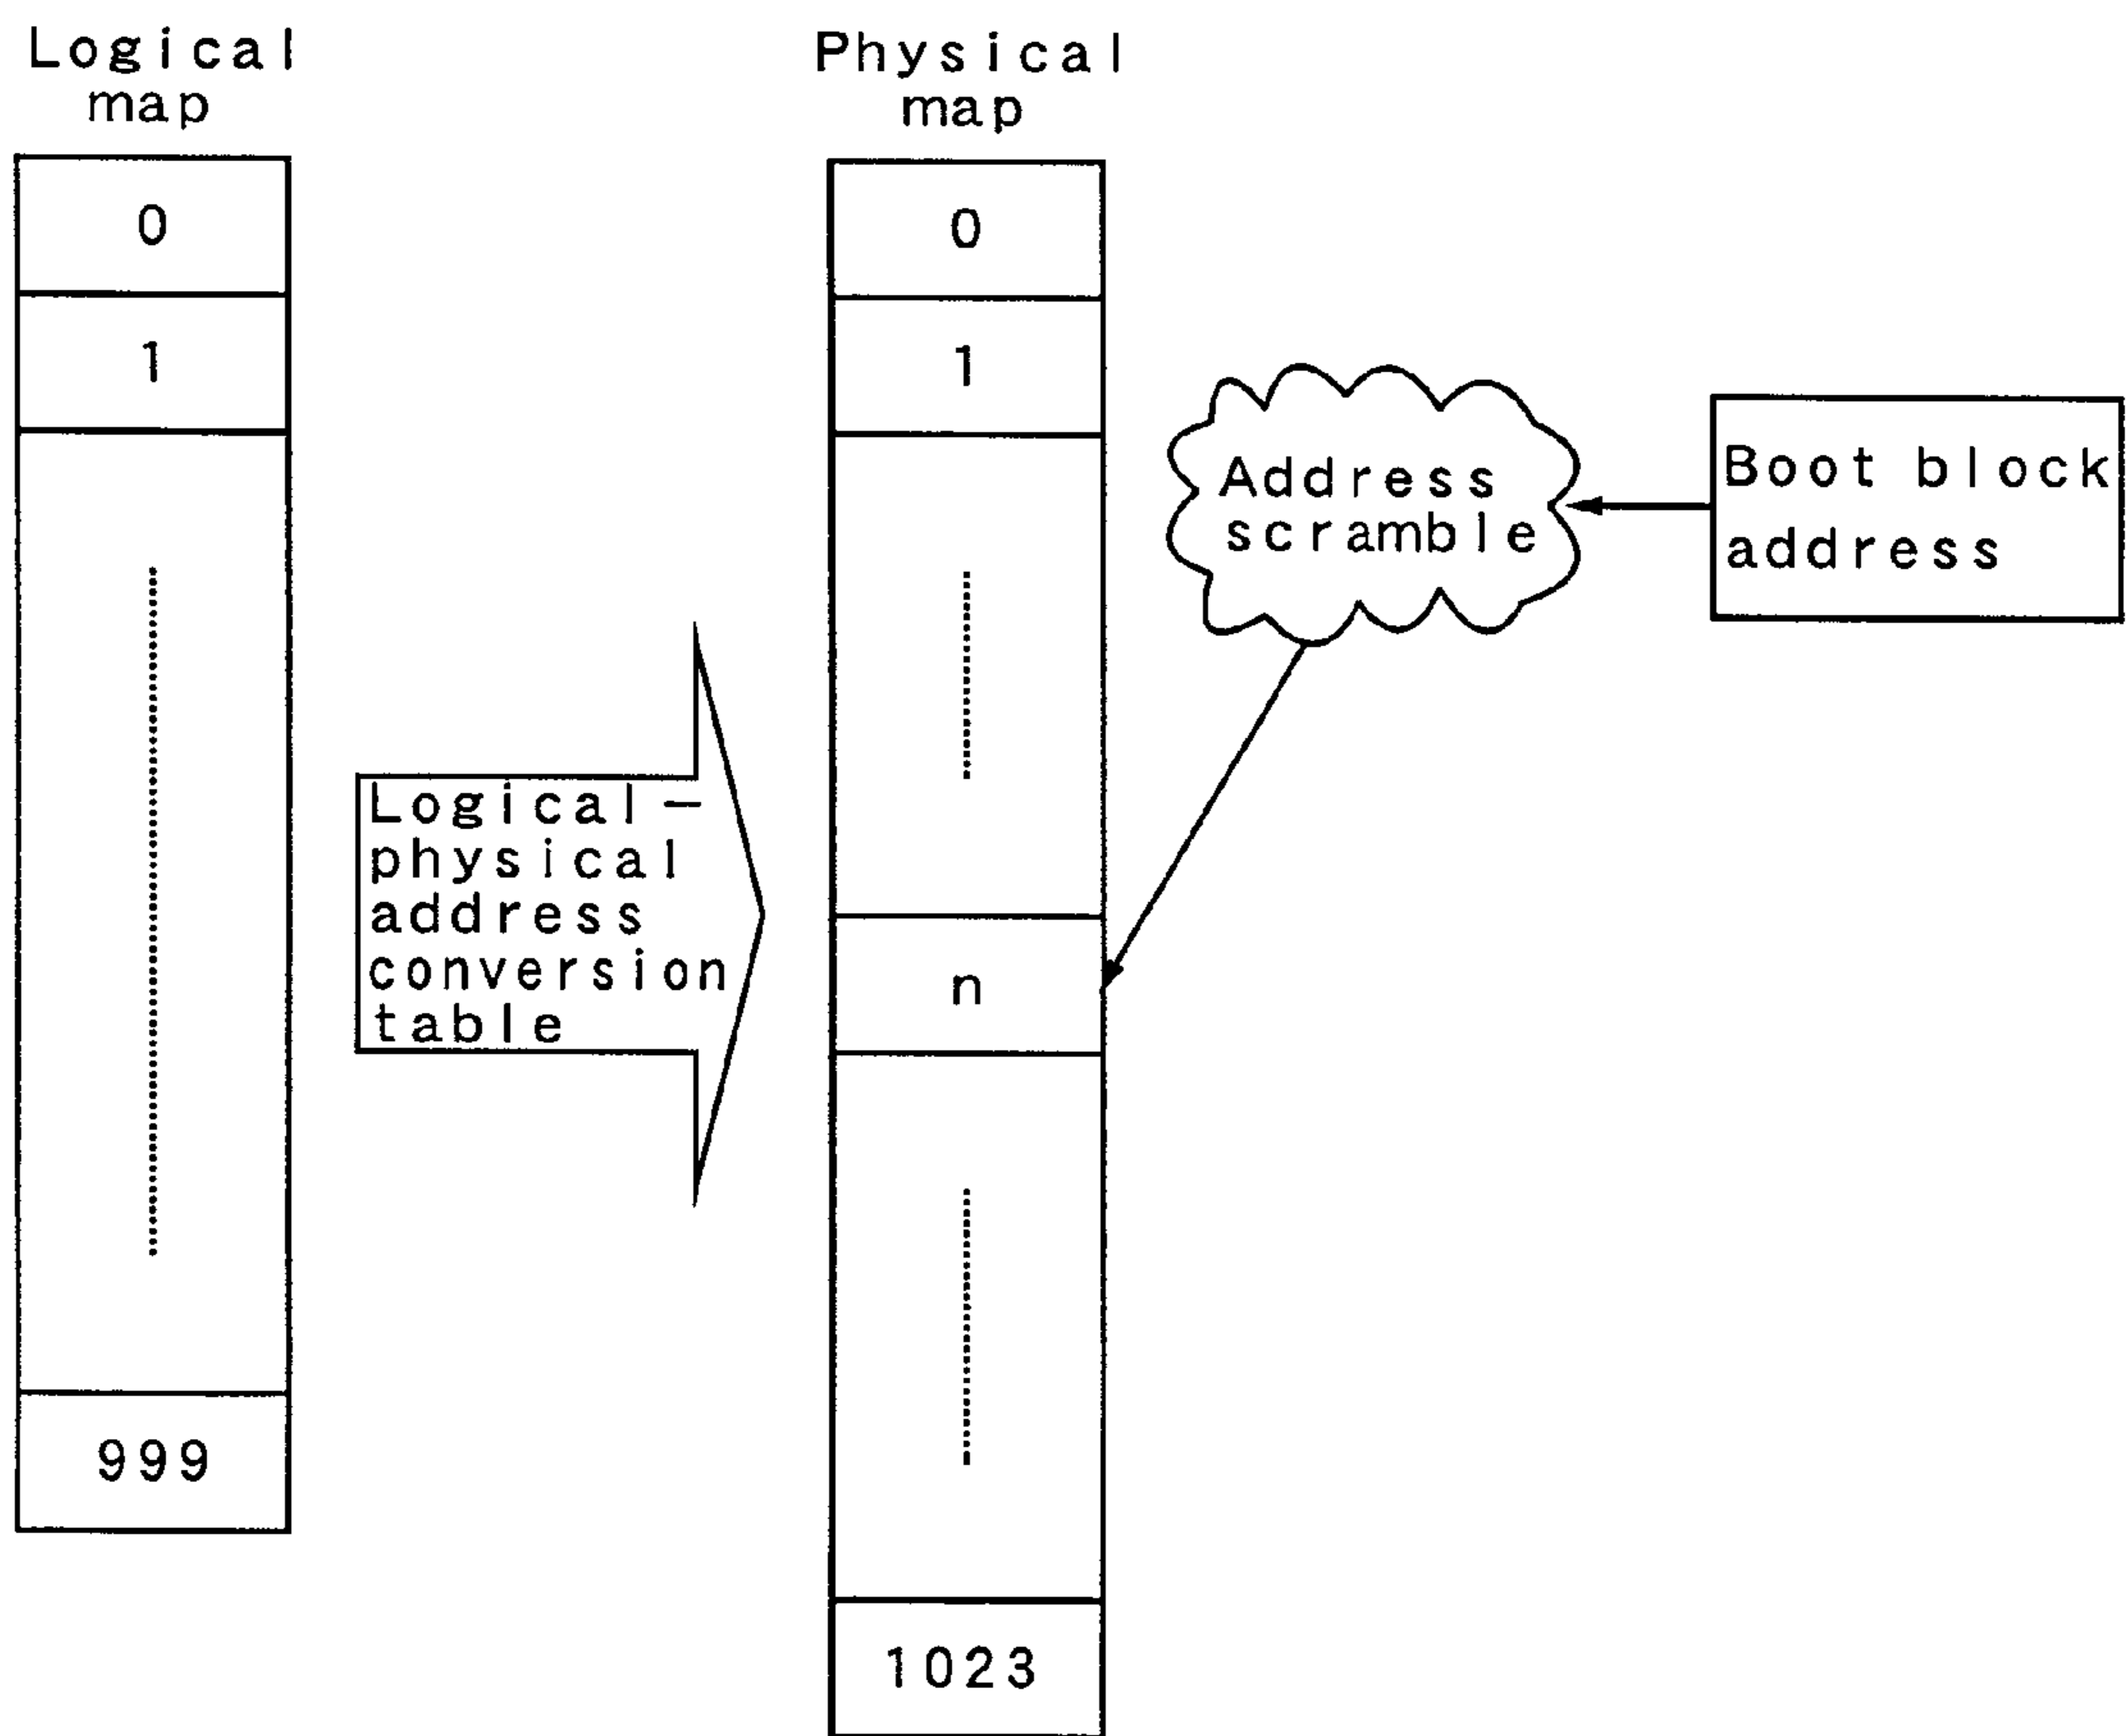 Logical
map
0
1
999
Logical-
physical
address
conversion
table
Physical
map
0
1
n
1023
Address
scramble
Boot block
address